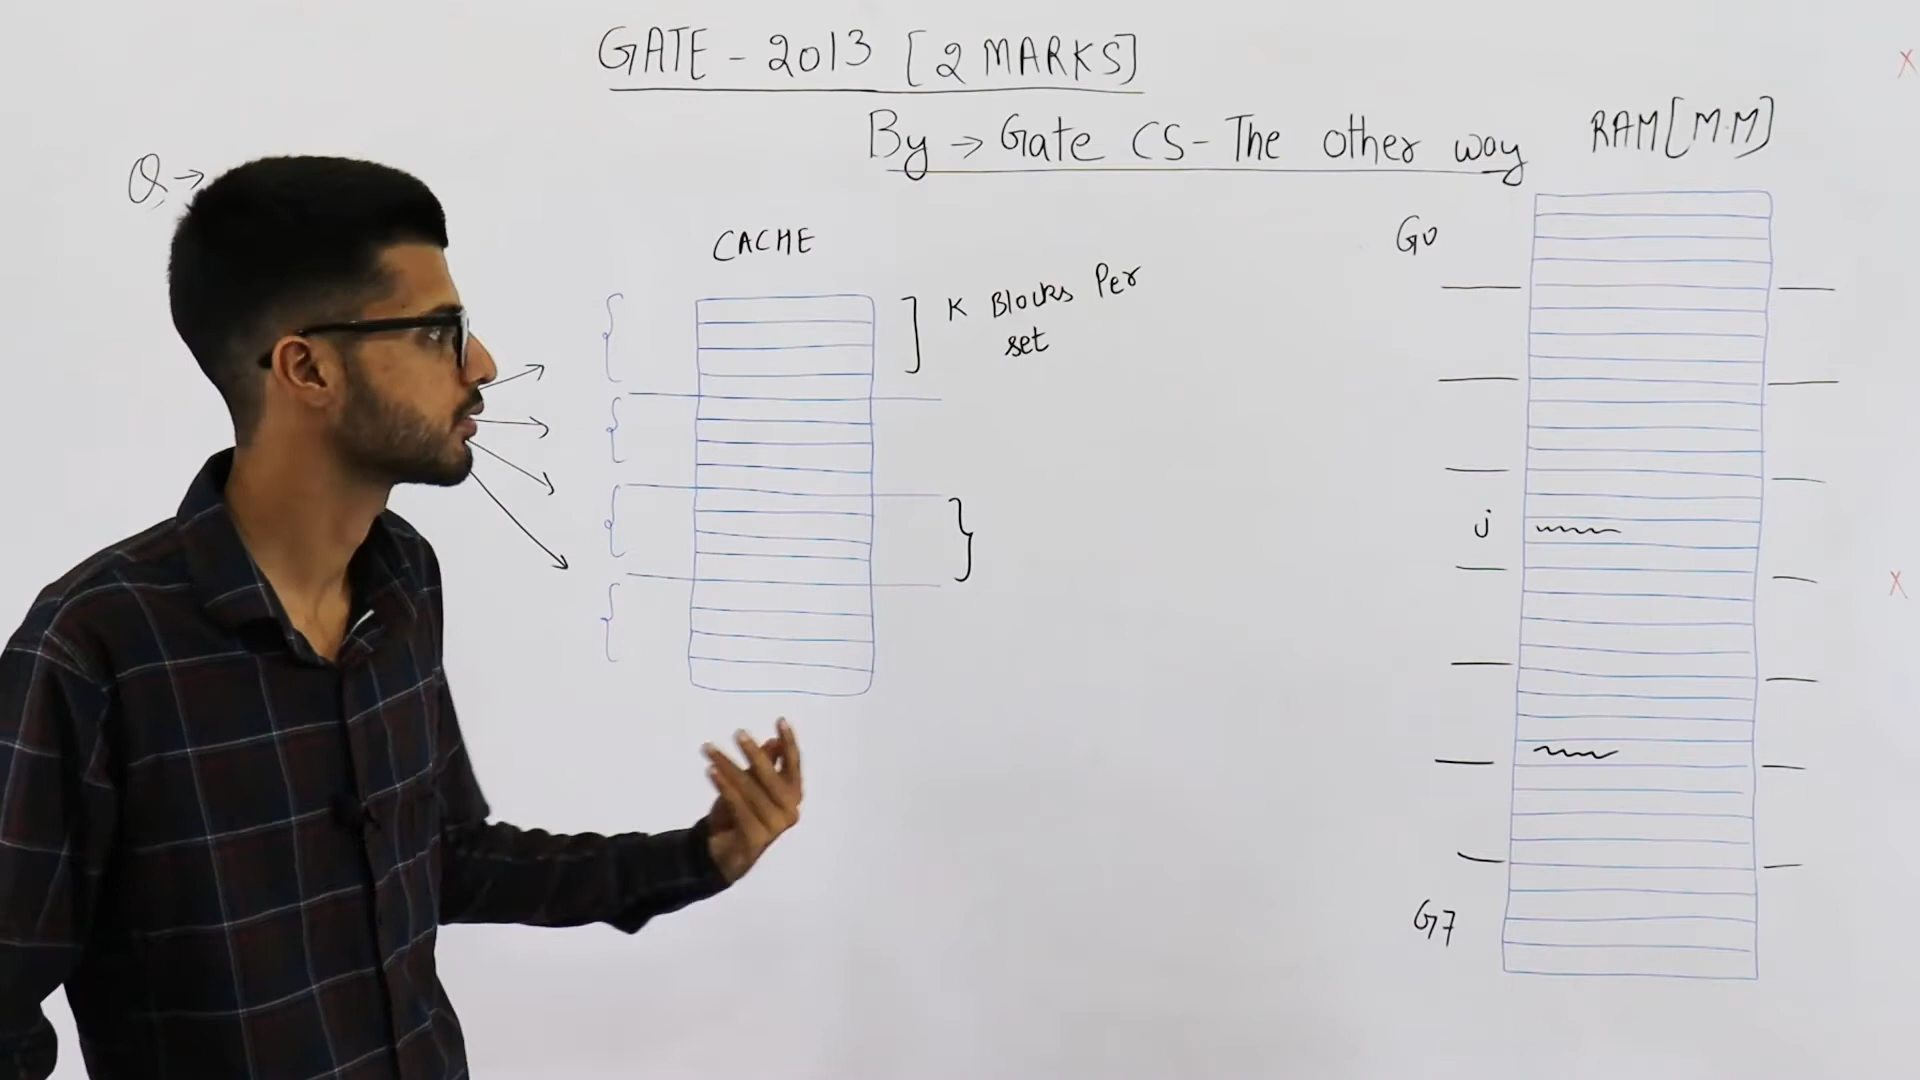 GATE - 2013 [2 MARKS]
By → Gate CS - The other way
RAM [M.M]
Q →
CACHE
K Blocks Per
set
G0
j
G7
X
X